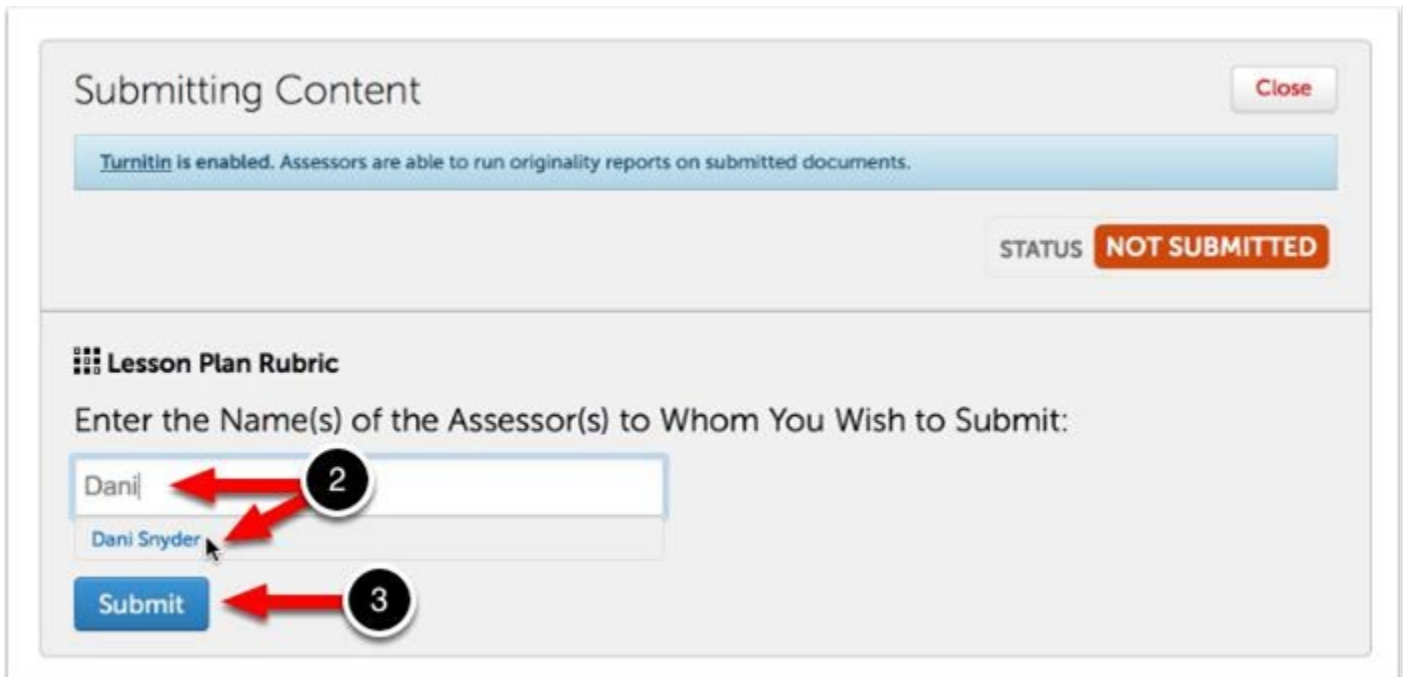 Submitting Content
Close
Turnitin is enabled. Assessors are able to run originality reports on submitted documents.
STATUS NOT SUBMITTED
Lesson Plan Rubric
Enter the Name(s) of the Assessor(s) to Whom You Wish to Submit:
Dani
2
Dani Snyder
Submit
3